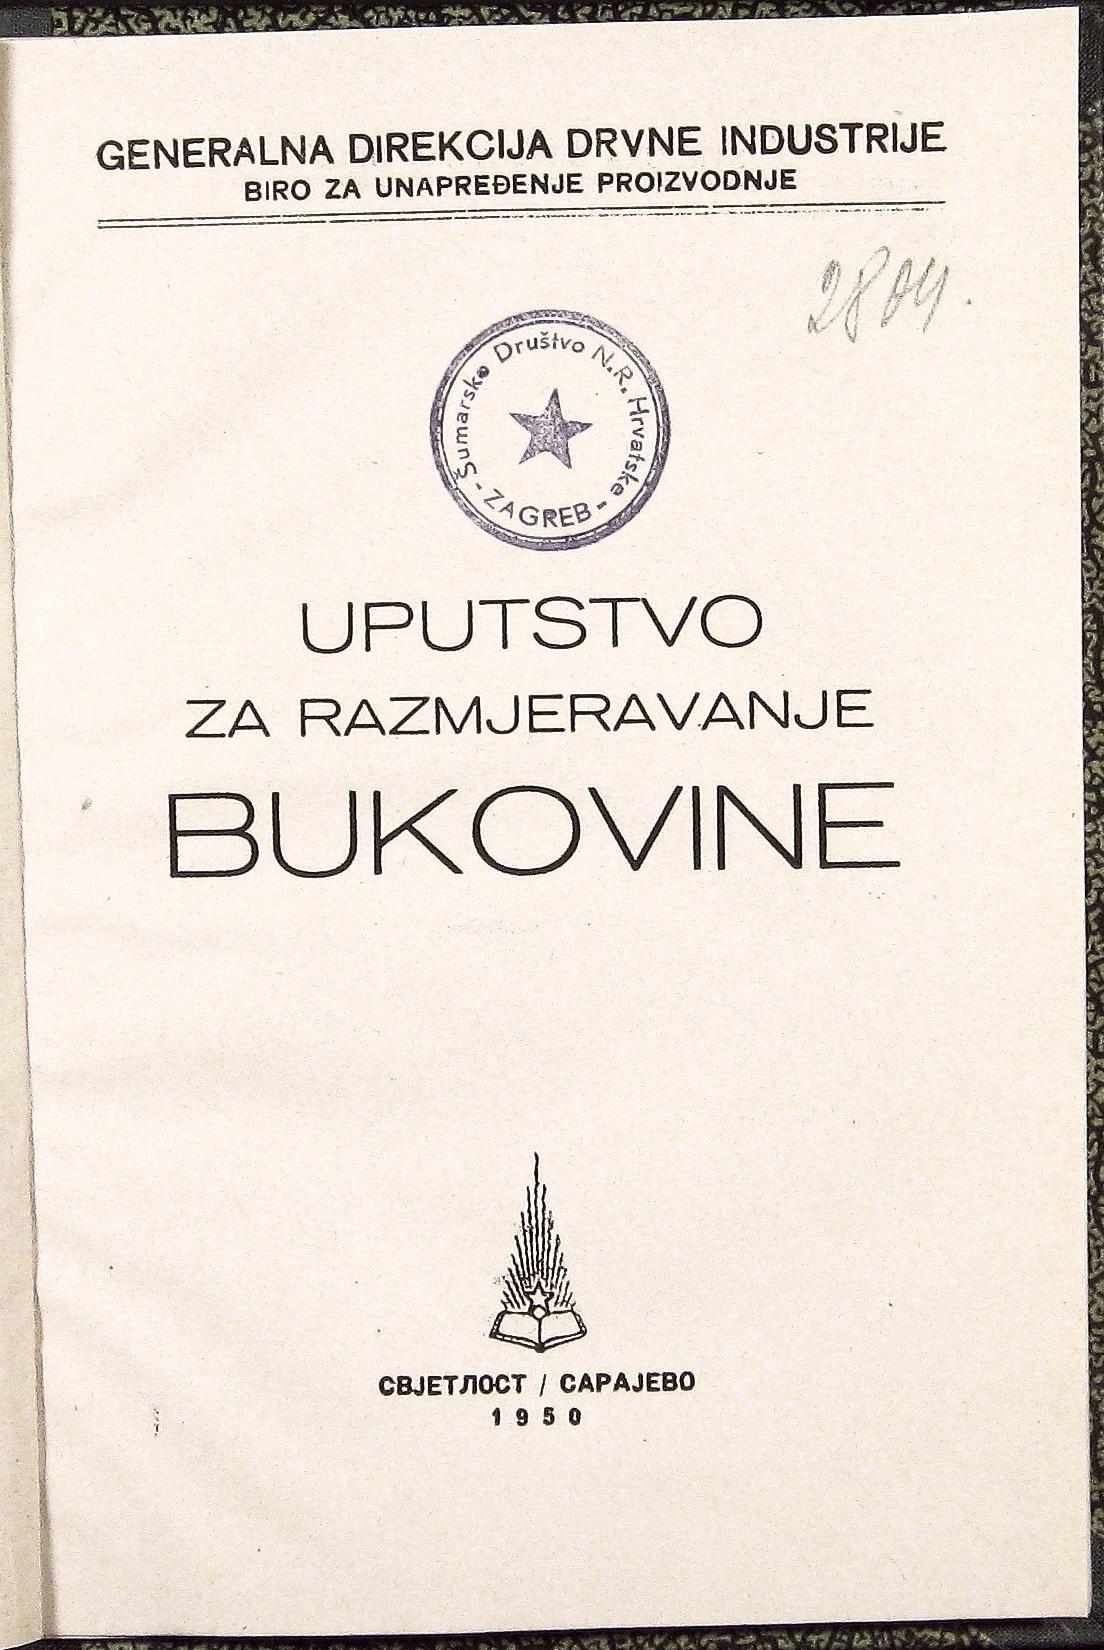 GENERALNA DIREKCIJA DRVNE INDUSTRIJE
BIRO ZA UNAPREĐENJE PROIZVODNJE
2804.
Šumarsko Društvo N.R. Hrvatske
- ZAGREB -
UPUTSTVO
ZA RAZMJERAVANJE
BUKOVINE
СВЈЕТЛОСТ / САРАЈЕВО
1950